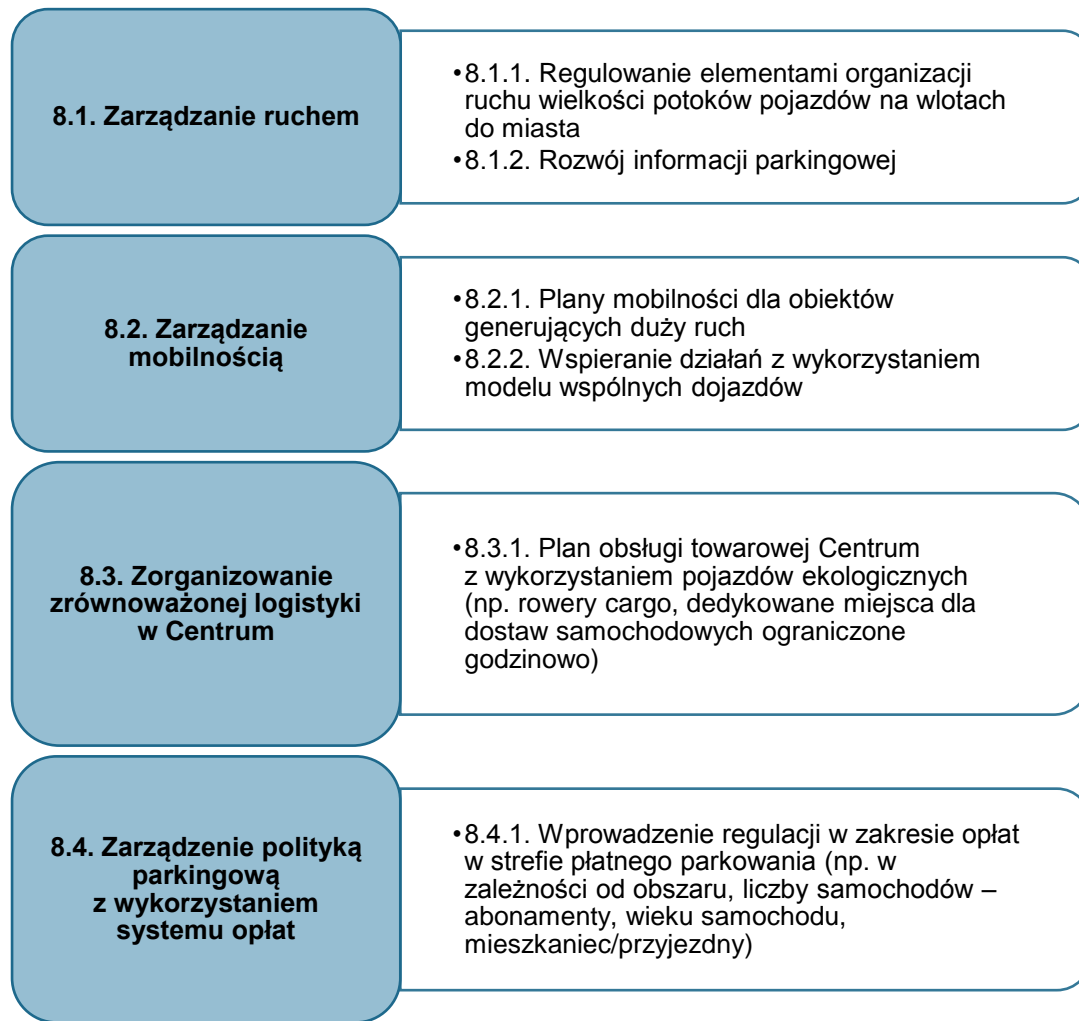 8.1. Zarządzanie ruchem
•8.1.1. Regulowanie elementami organizacji
ruchu wielkości potoków pojazdów na wlotach
do miasta
•8.1.2. Rozwój informacji parkingowej
8.2. Zarządzanie
mobilnością
•8.2.1. Plany mobilności dla obiektów
generujących duży ruch
•8.2.2. Wspieranie działań z wykorzystaniem
modelu wspólnych dojazdów
8.3. Zorganizowanie
zrównoważonej logistyki
w Centrum
•8.3.1. Plan obsługi towarowej Centrum
z wykorzystaniem pojazdów ekologicznych
(np. rowery cargo, dedykowane miejsca dla
dostaw samochodowych ograniczone
godzinowo)
8.4. Zarządzenie polityką
parkingową
z wykorzystaniem
systemu opłat
•8.4.1. Wprowadzenie regulacji w zakresie opłat
w strefie płatnego parkowania (np. w
zależności od obszaru, liczby samochodów –
abonamenty, wieku samochodu,
mieszkaniec/przyjezdny)